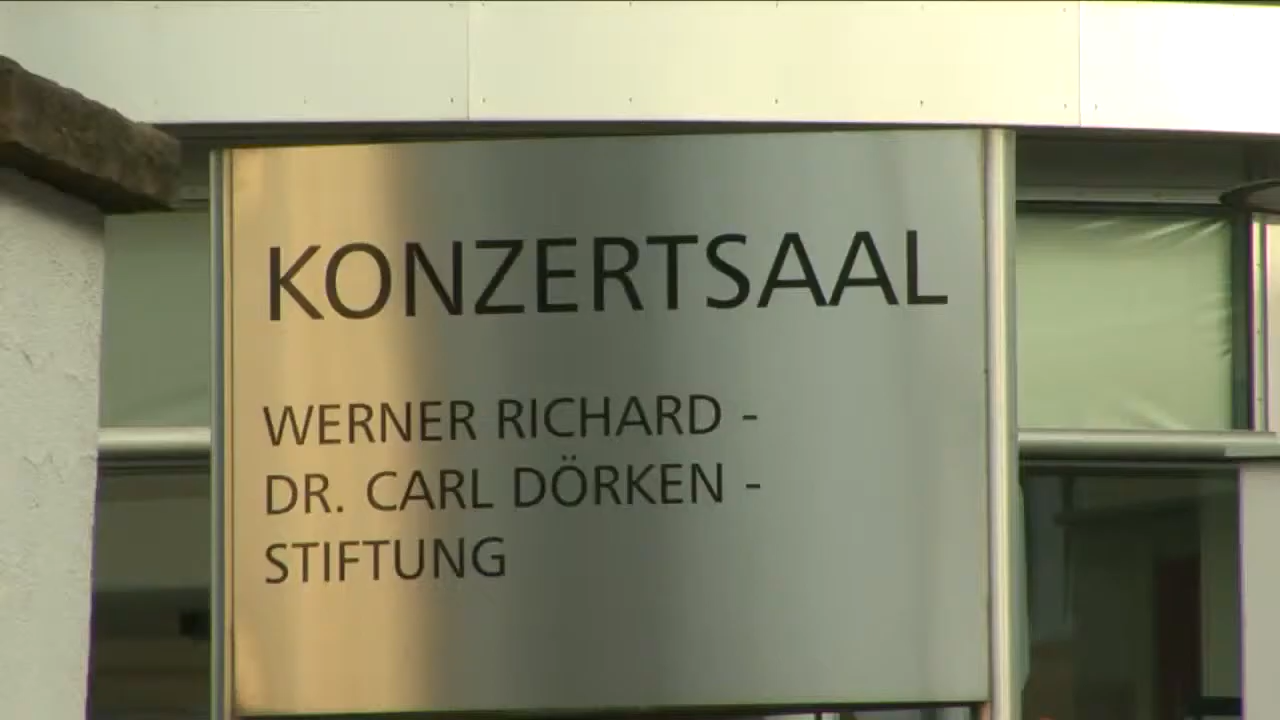 KONZERTSAAL
WERNER RICHARD -
DR. CARL DÖRKEN -
STIFTUNG